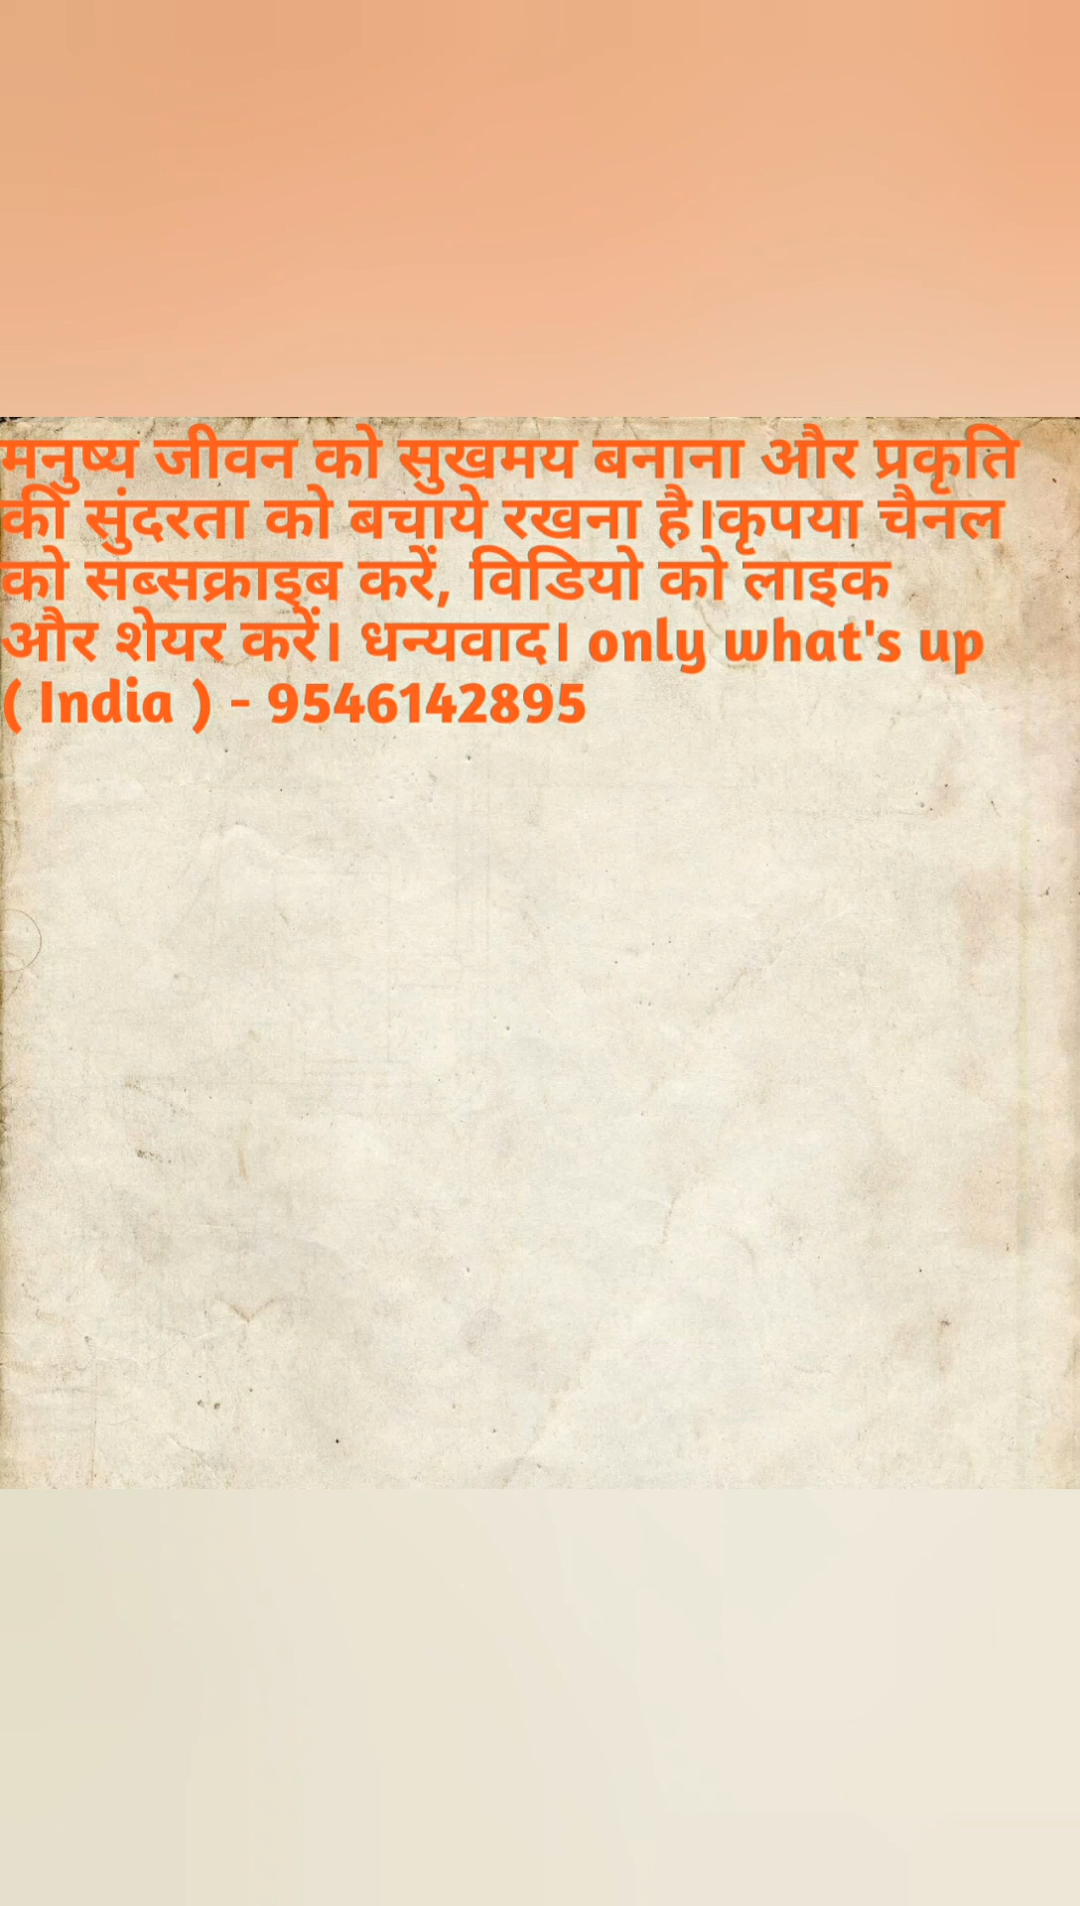 मनुष्य जीवन को सुखमय बनाना और प्रकृति
की सुंदरता को बचाये रखना है।कृपया चैनल
को सब्सक्राइब करें, विडियो को लाइक
और शेयर करें। धन्यवाद। only what's up
( India ) - 9546142895